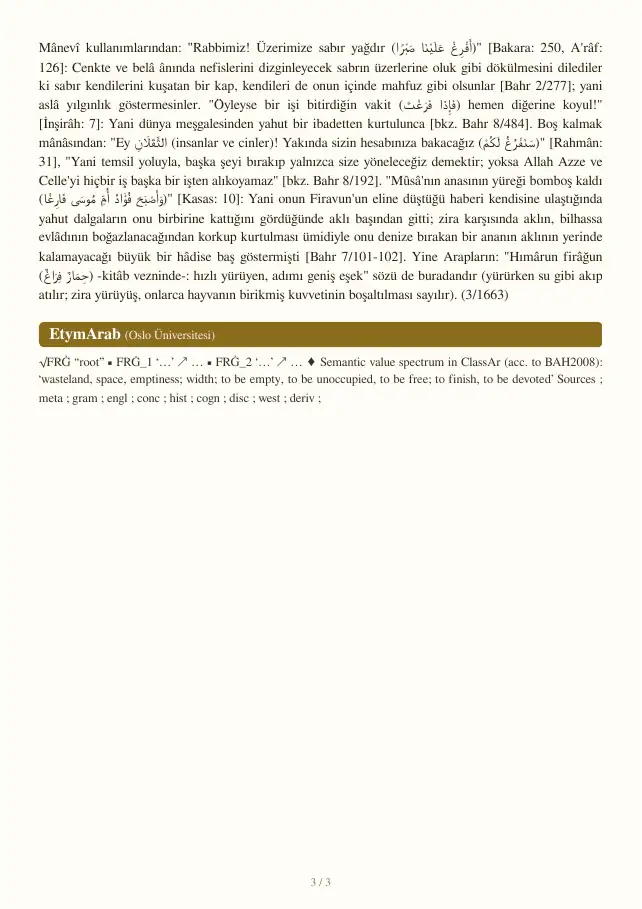 Mânevî kullanımlarından: "Rabbimiz! Üzerimize sabır yağdır (أَفْرِغْ عَلَيْنَا صَبْرًا)" [Bakara: 250, A'râf:
126]: Cenkte ve belâ ânında nefislerini dizginleyecek sabrın üzerlerine oluk gibi dökülmesini dilediler
ki sabır kendilerini kuşatan bir kap, kendileri de onun içinde mahfuz gibi olsunlar [Bahr 2/277]; yani
aslâ yılgınlık göstermesinler. "Öyleyse bir işi bitirdiğin vakit (فَإِذَا فَرَغْتَ) hemen diğerine koyul!"
[İnşirâh: 7]: Yani dünya meşgalesinden yahut bir ibadetten kurtulunca [bkz. Bahr 8/484]. Boş kalmak
mânâsından: "Ey الثَّقَلَانِ (insanlar ve cinler)! Yakında sizin hesabınıza bakacağız (سَنَفْرُغُ لَكُمْ)" [Rahmân:
31], "Yani temsil yoluyla, başka şeyi bırakıp yalnızca size yöneleceğiz demektir; yoksa Allah Azze ve
Celle'yi hiçbir iş başka bir işten alıkoyamaz" [bkz. Bahr 8/192]. "Mûsâ'nın anasının yüreği bomboş kaldı
(وَأَصْبَحَ فُؤَادُ أُمِّ مُوسَى فَارِغًا)" [Kasas: 10]: Yani onun Firavun'un eline düştüğü haberi kendisine ulaştığında
yahut dalgaların onu birbirine kattığını gördüğünde aklı başından gitti; zira karşısında aklın, bilhassa
evlâdının boğazlanacağından korkup kurtulması ümidiyle onu denize bırakan bir ananın aklının yerinde
kalamayacağı büyük bir hâdise baş göstermişti [Bahr 7/101-102]. Yine Arapların: "Hımârun firâğun
(حِمَارٌ فِرَاغٌ) -kitâb vezninde-: hızlı yürüyen, adımı geniş eşek" sözü de buradandır (yürürken su gibi akıp
atılır; zira yürüyüş, onlarca hayvanın birikmiş kuvvetinin boşaltılması sayılır). (3/1663)
EtymArab (Oslo Üniversitesi)
√FRĠ “root” ▪ FRĠ_1 ‘…’ ↗ … ▪ FRĠ_2 ‘…’ ↗ … ♦ Semantic value spectrum in ClassAr (acc. to BAH2008):
‘wasteland, space, emptiness; width; to be empty, to be unoccupied, to be free; to finish, to be devoted’ Sources ;
meta ; gram ; engl ; conc ; hist ; cogn ; disc ; west ; deriv ;
3 / 3